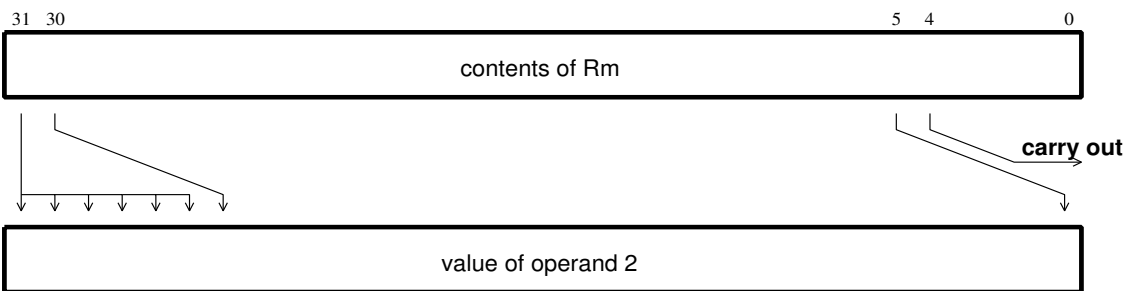 31 30 5 4 0
contents of Rm
carry out
value of operand 2